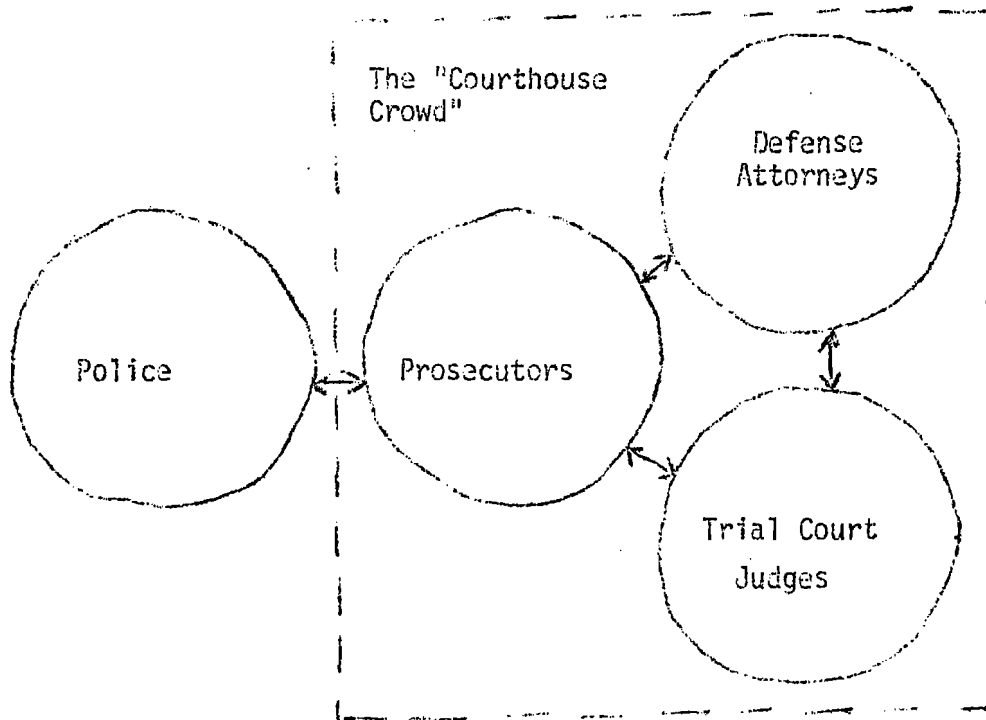 The "Courthouse
Crowd"
Defense
Attorneys
Police
Prosecutors
Trial Court
Judges